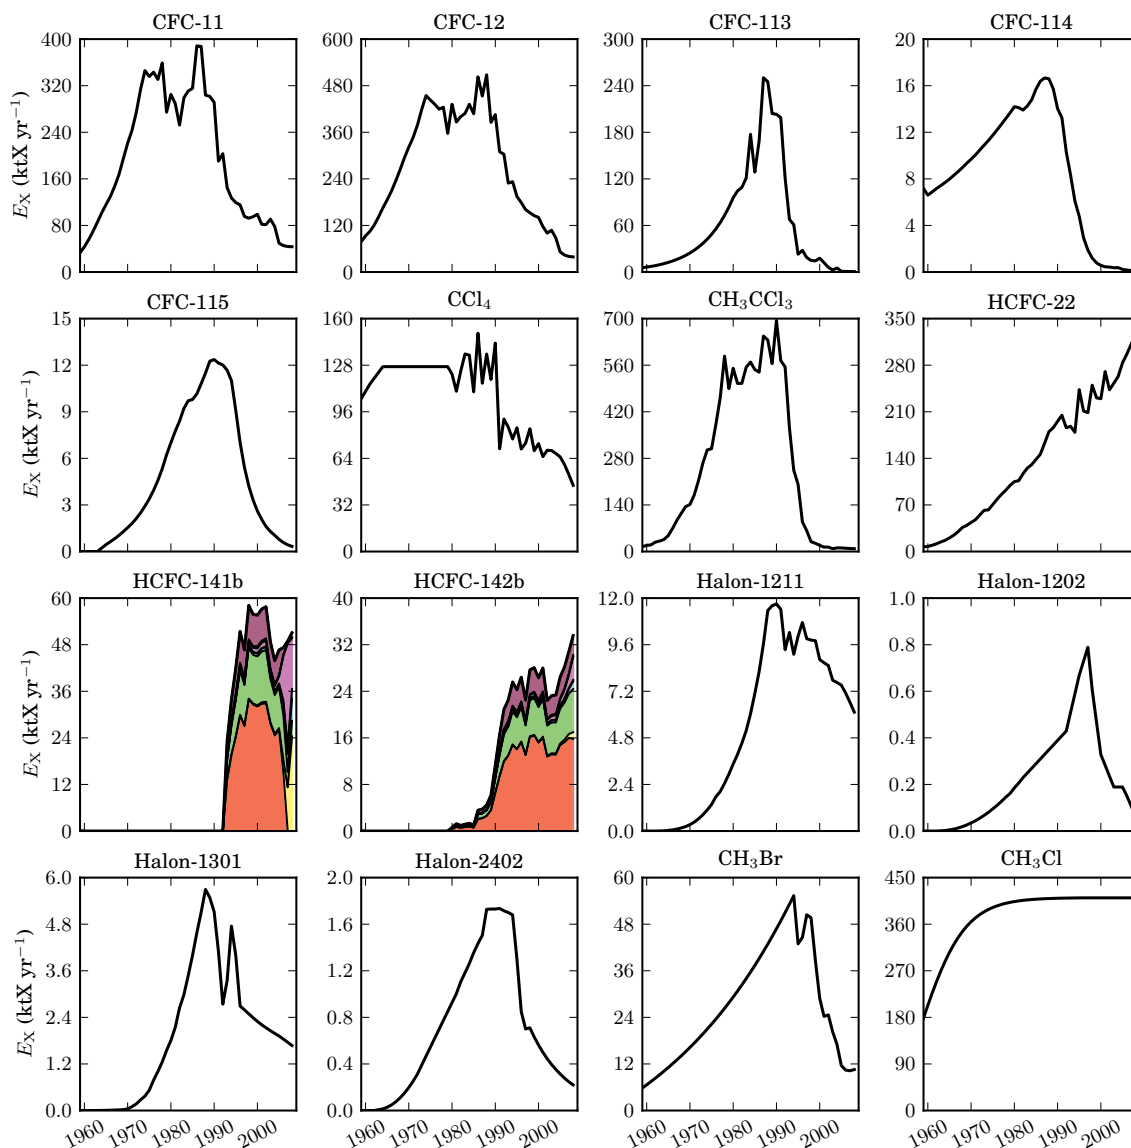 CFC-11 CFC-12 CFC-113 CFC-114
400 600 300 20
320 480 240 16
240 360 180 12
160 240 120 8
80 120 60 4
0 0 0 0
E_X (ktX yr⁻¹)
CFC-115 CCl₄ CH₃CCl₃ HCFC-22
15 160 700 350
12 128 560 280
9 96 420 210
6 64 280 140
3 32 140 70
0 0 0 0
E_X (ktX yr⁻¹)
HCFC-141b HCFC-142b Halon-1211 Halon-1202
60 40 12.0 1.0
48 32 9.6 0.8
36 24 7.2 0.6
24 16 4.8 0.4
12 8 2.4 0.2
0 0 0.0 0.0
E_X (ktX yr⁻¹)
Halon-1301 Halon-2402 CH₃Br CH₃Cl
6.0 2.0 60 450
4.8 1.6 48 360
3.6 1.2 36 270
2.4 0.8 24 180
1.2 0.4 12 90
0.0 0.0 0 0
E_X (ktX yr⁻¹)
1960 1970 1980 1990 2000 1960 1970 1980 1990 2000 1960 1970 1980 1990 2000 1960 1970 1980 1990 2000